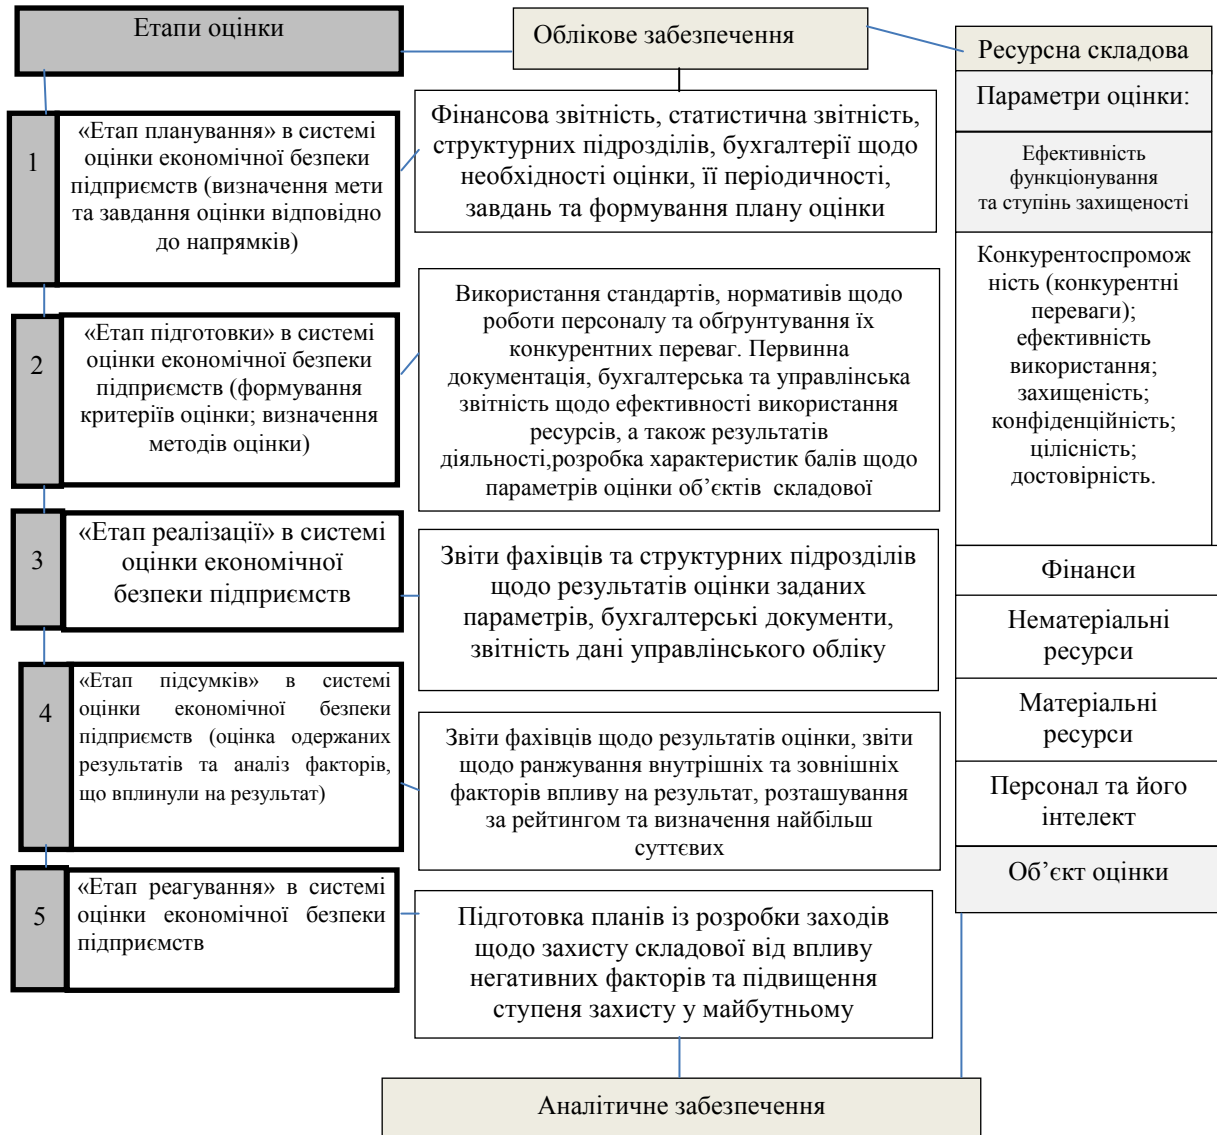 Етапи оцінки
Облікове забезпечення
Ресурсна складова
Параметри оцінки:
Ефективність
функціонування
та ступінь захищеності
Конкурентоспромож
ність (конкурентні
переваги);
ефективність
використання;
захищеність;
конфіденційність;
цілісність;
достовірність.
Фінанси
Нематеріальні
ресурси
Матеріальні
ресурси
Персонал та його
інтелект
Об’єкт оцінки
1
«Етап планування» в системі
оцінки економічної безпеки
підприємств (визначення мети
та завдання оцінки відповідно
до напрямків)
Фінансова звітність, статистична звітність,
структурних підрозділів, бухгалтерії щодо
необхідності оцінки, її періодичності,
завдань та формування плану оцінки
2
«Етап підготовки» в системі
оцінки економічної безпеки
підприємств (формування
критеріїв оцінки; визначення
методів оцінки)
Використання стандартів, нормативів щодо
роботи персоналу та обґрунтування їх
конкурентних переваг. Первинна
документація, бухгалтерська та управлінська
звітність щодо ефективності використання
ресурсів, а також результатів
діяльності,розробка характеристик балів щодо
параметрів оцінки об’єктів складової
3
«Етап реалізації» в системі
оцінки економічної
безпеки підприємств
Звіти фахівців та структурних підрозділів
щодо результатів оцінки заданих
параметрів, бухгалтерські документи,
звітність дані управлінського обліку
4
«Етап підсумків» в системі
оцінки економічної безпеки
підприємств (оцінка одержаних
результатів та аналіз факторів,
що вплинули на результат)
Звіти фахівців щодо результатів оцінки, звіти
щодо ранжування внутрішніх та зовнішніх
факторів впливу на результат, розташування
за рейтингом та визначення найбільш
суттєвих
5
«Етап реагування» в системі
оцінки економічної безпеки
підприємств
Підготовка планів із розробки заходів
щодо захисту складової від впливу
негативних факторів та підвищення
ступеня захисту у майбутньому
Аналітичне забезпечення